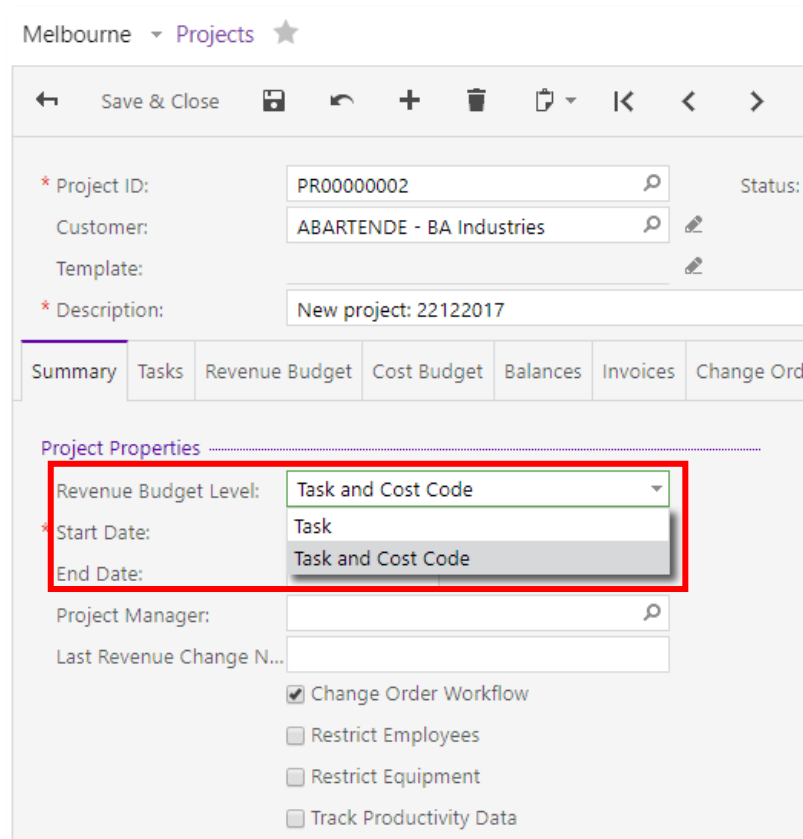 Melbourne Projects
Save & Close
* Project ID: PR00000002 Status:
Customer: ABARTENDE - BA Industries
Template:
* Description: New project: 22122017
Summary Tasks Revenue Budget Cost Budget Balances Invoices Change Ord
Project Properties
Revenue Budget Level: Task and Cost Code
* Start Date: Task
Task and Cost Code
End Date:
Project Manager:
Last Revenue Change N...
Change Order Workflow
Restrict Employees
Restrict Equipment
Track Productivity Data